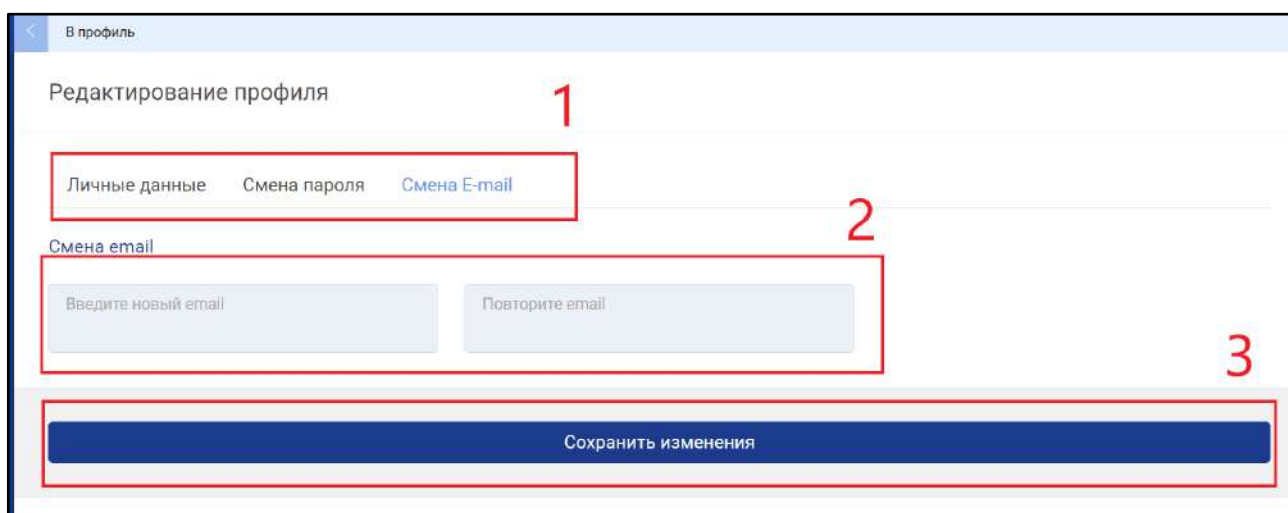 В профиль
Редактирование профиля
1
Личные данные Смена пароля Смена E-mail
2
Смена email
Введите новый email Повторите email
3
Сохранить изменения